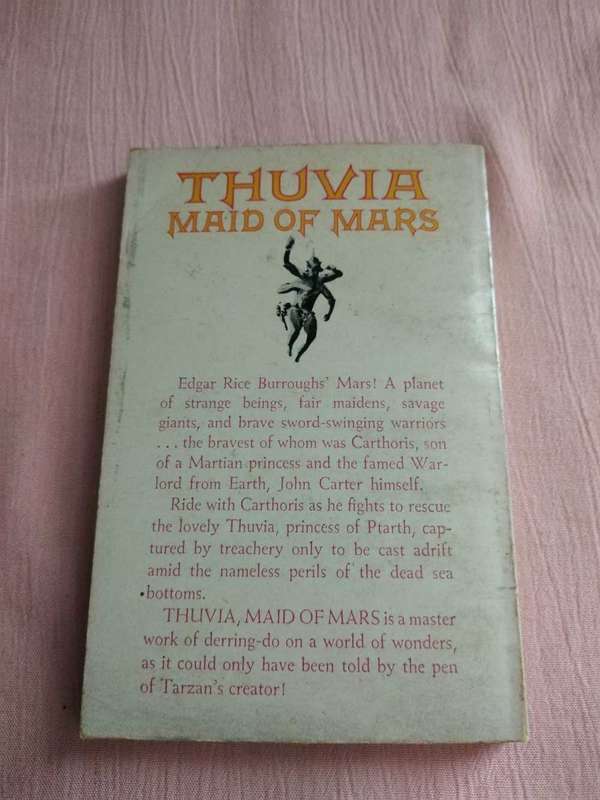 THUVIA
MAID OF MARS
Edgar Rice Burroughs' Mars! A planet
of strange beings, fair maidens, savage
giants, and brave sword-swinging warriors
. . . the bravest of whom was Carthoris, son
of a Martian princess and the famed War-
lord from Earth, John Carter himself.
Ride with Carthoris as he fights to rescue
the lovely Thuvia, princess of Ptarth, cap-
tured by treachery only to be cast adrift
amid the nameless perils of the dead sea
bottoms.
THUVIA, MAID OF MARS is a master
work of derring-do on a world of wonders,
as it could only have been told by the pen
of Tarzan's creator!